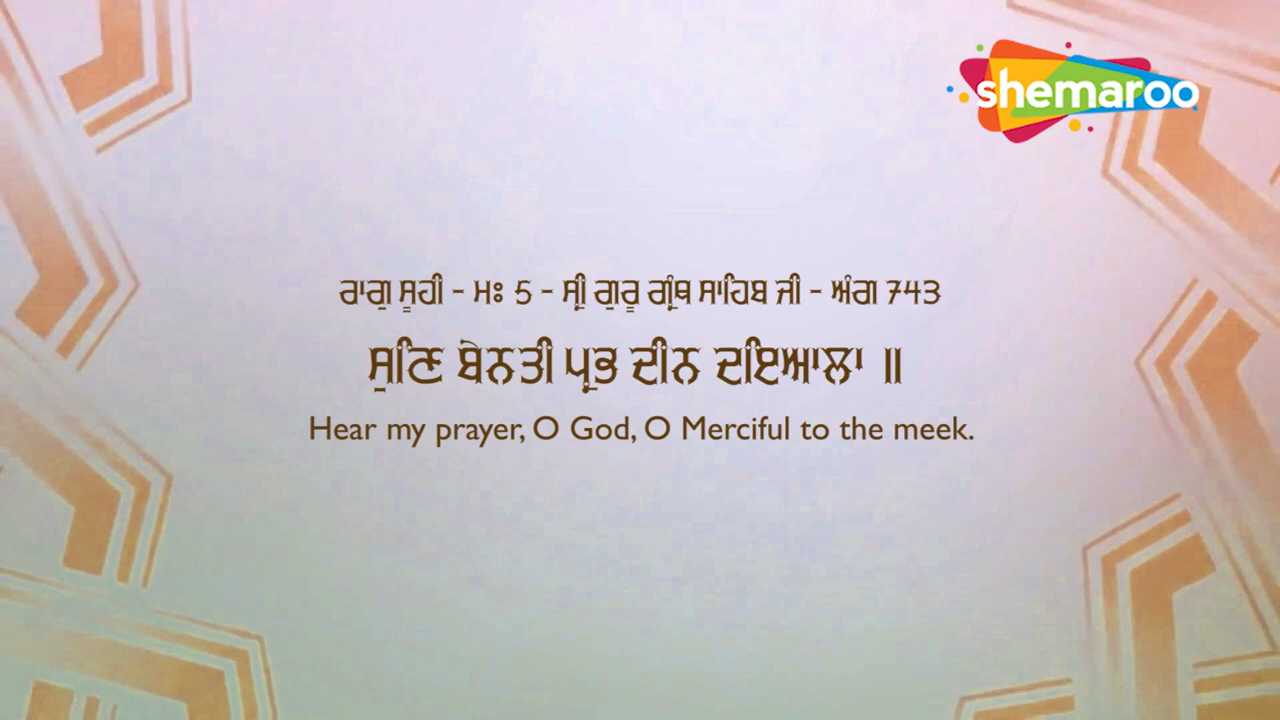 shemaroo
ਰਾਗੁ ਸੂਹੀ - ਮਃ 5 - ਸ੍ਰੀ ਗੁਰੂ ਗ੍ਰੰਥ ਸਾਹਿਬ ਜੀ - ਅੰਗ 743
ਸੁਣਿ ਬੇਨਤੀ ਪ੍ਰਭ ਦੀਨ ਦਇਆਲਾ ॥
Hear my prayer, O God, O Merciful to the meek.